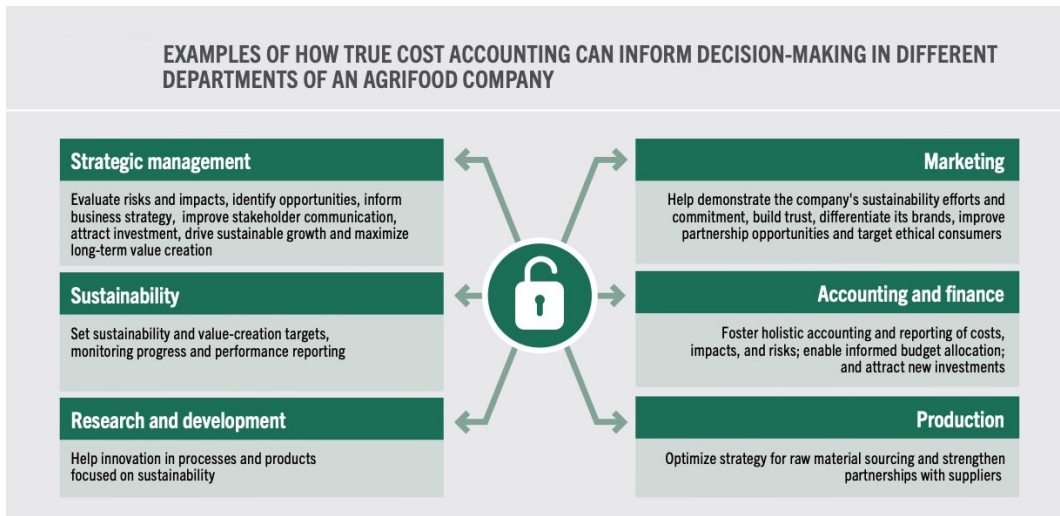 EXAMPLES OF HOW TRUE COST ACCOUNTING CAN INFORM DECISION-MAKING IN DIFFERENT
DEPARTMENTS OF AN AGRIFOOD COMPANY
Strategic management
Evaluate risks and impacts, identify opportunities, inform
business strategy, improve stakeholder communication,
attract investment, drive sustainable growth and maximize
long-term value creation
Sustainability
Set sustainability and value-creation targets,
monitoring progress and performance reporting
Research and development
Help innovation in processes and products
focused on sustainability
Marketing
Help demonstrate the company's sustainability efforts and
commitment, build trust, differentiate its brands, improve
partnership opportunities and target ethical consumers
Accounting and finance
Foster holistic accounting and reporting of costs,
impacts, and risks; enable informed budget allocation;
and attract new investments
Production
Optimize strategy for raw material sourcing and strengthen
partnerships with suppliers